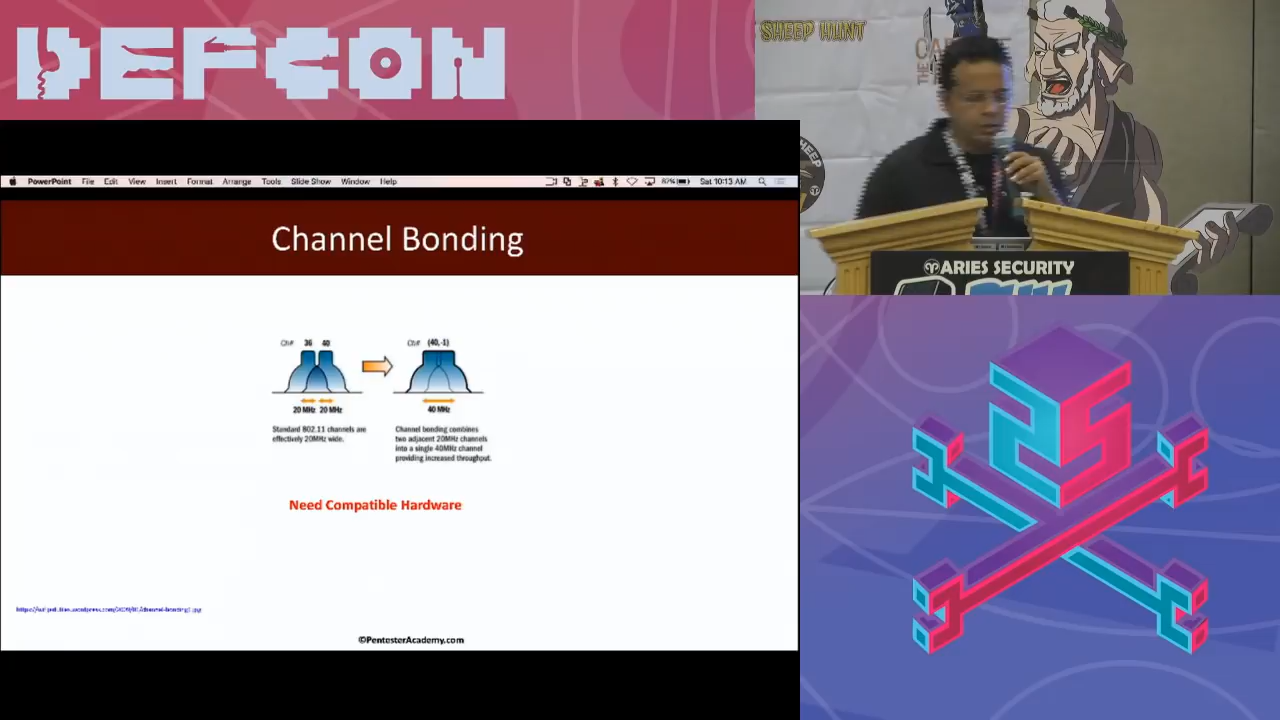 DEFCON
SHEEP HUNT
SHEEP
ARIES SECURITY
PowerPoint File Edit View Insert Format Arrange Tools Slide Show Window Help
Sat 10:13 AM
Channel Bonding
36 40
(40,-1)
20 MHz 20 MHz
40 MHz
Standard 802.11 channels are
effectively 20MHz wide.
Channel bonding combines
two adjacent 20MHz channels
into a single 40MHz channel
providing increased throughput.
Need Compatible Hardware
©PentesterAcademy.com
25